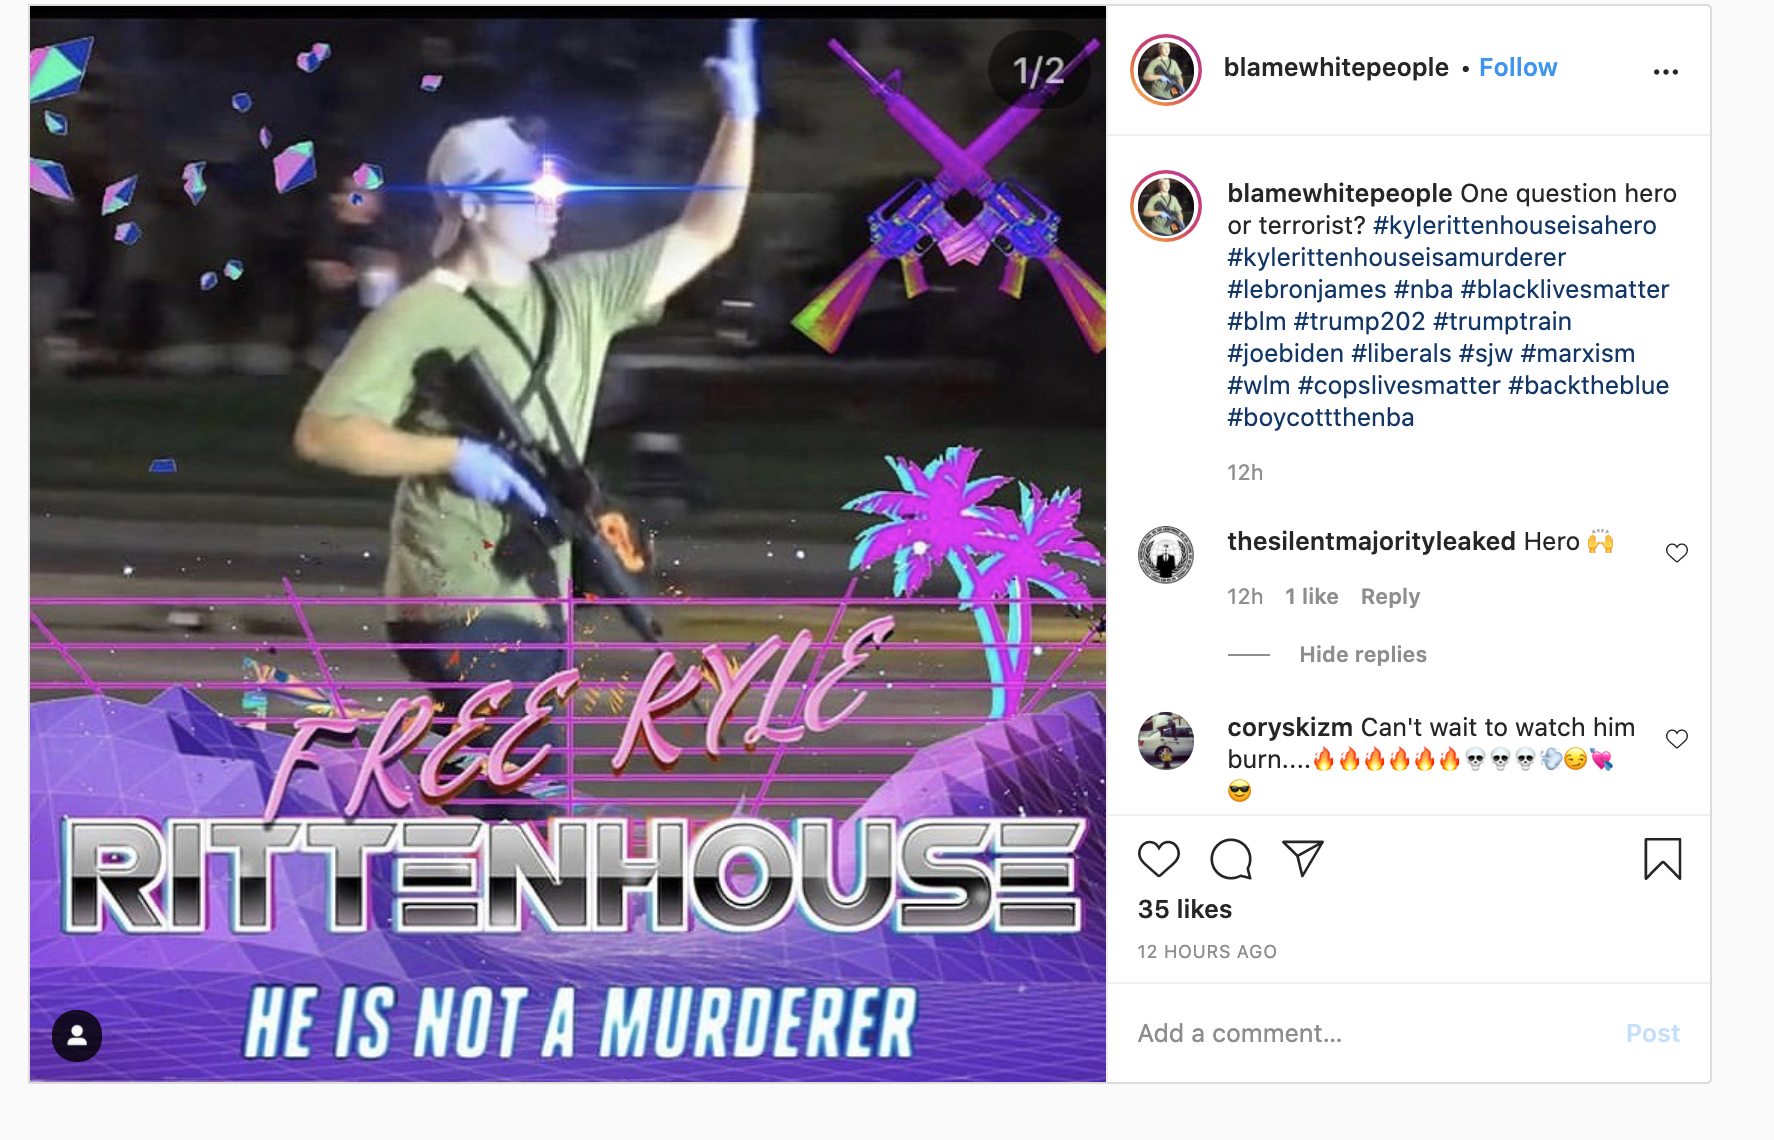 1/2
FREE KYLE
RITTENHOUSE
HE IS NOT A MURDERER
blamewhitepeople • Follow
blamewhitepeople One question hero
or terrorist? #kylerittenhouseisahero
#kylerittenhouseisamurderer
#lebronjames #nba #blacklivesmatter
#blm #trump202 #trumptrain
#joebiden #liberals #sjw #marxism
#wlm #copslivesmatter #backtheblue
#boycottthenba
12h
thesilentmajorityleaked Hero 🙌
12h 1 like Reply
Hide replies
coryskizm Can't wait to watch him
burn....🔥🔥🔥🔥🔥🔥💀💀💀💨😏💘
😎
35 likes
12 HOURS AGO
Add a comment...
Post